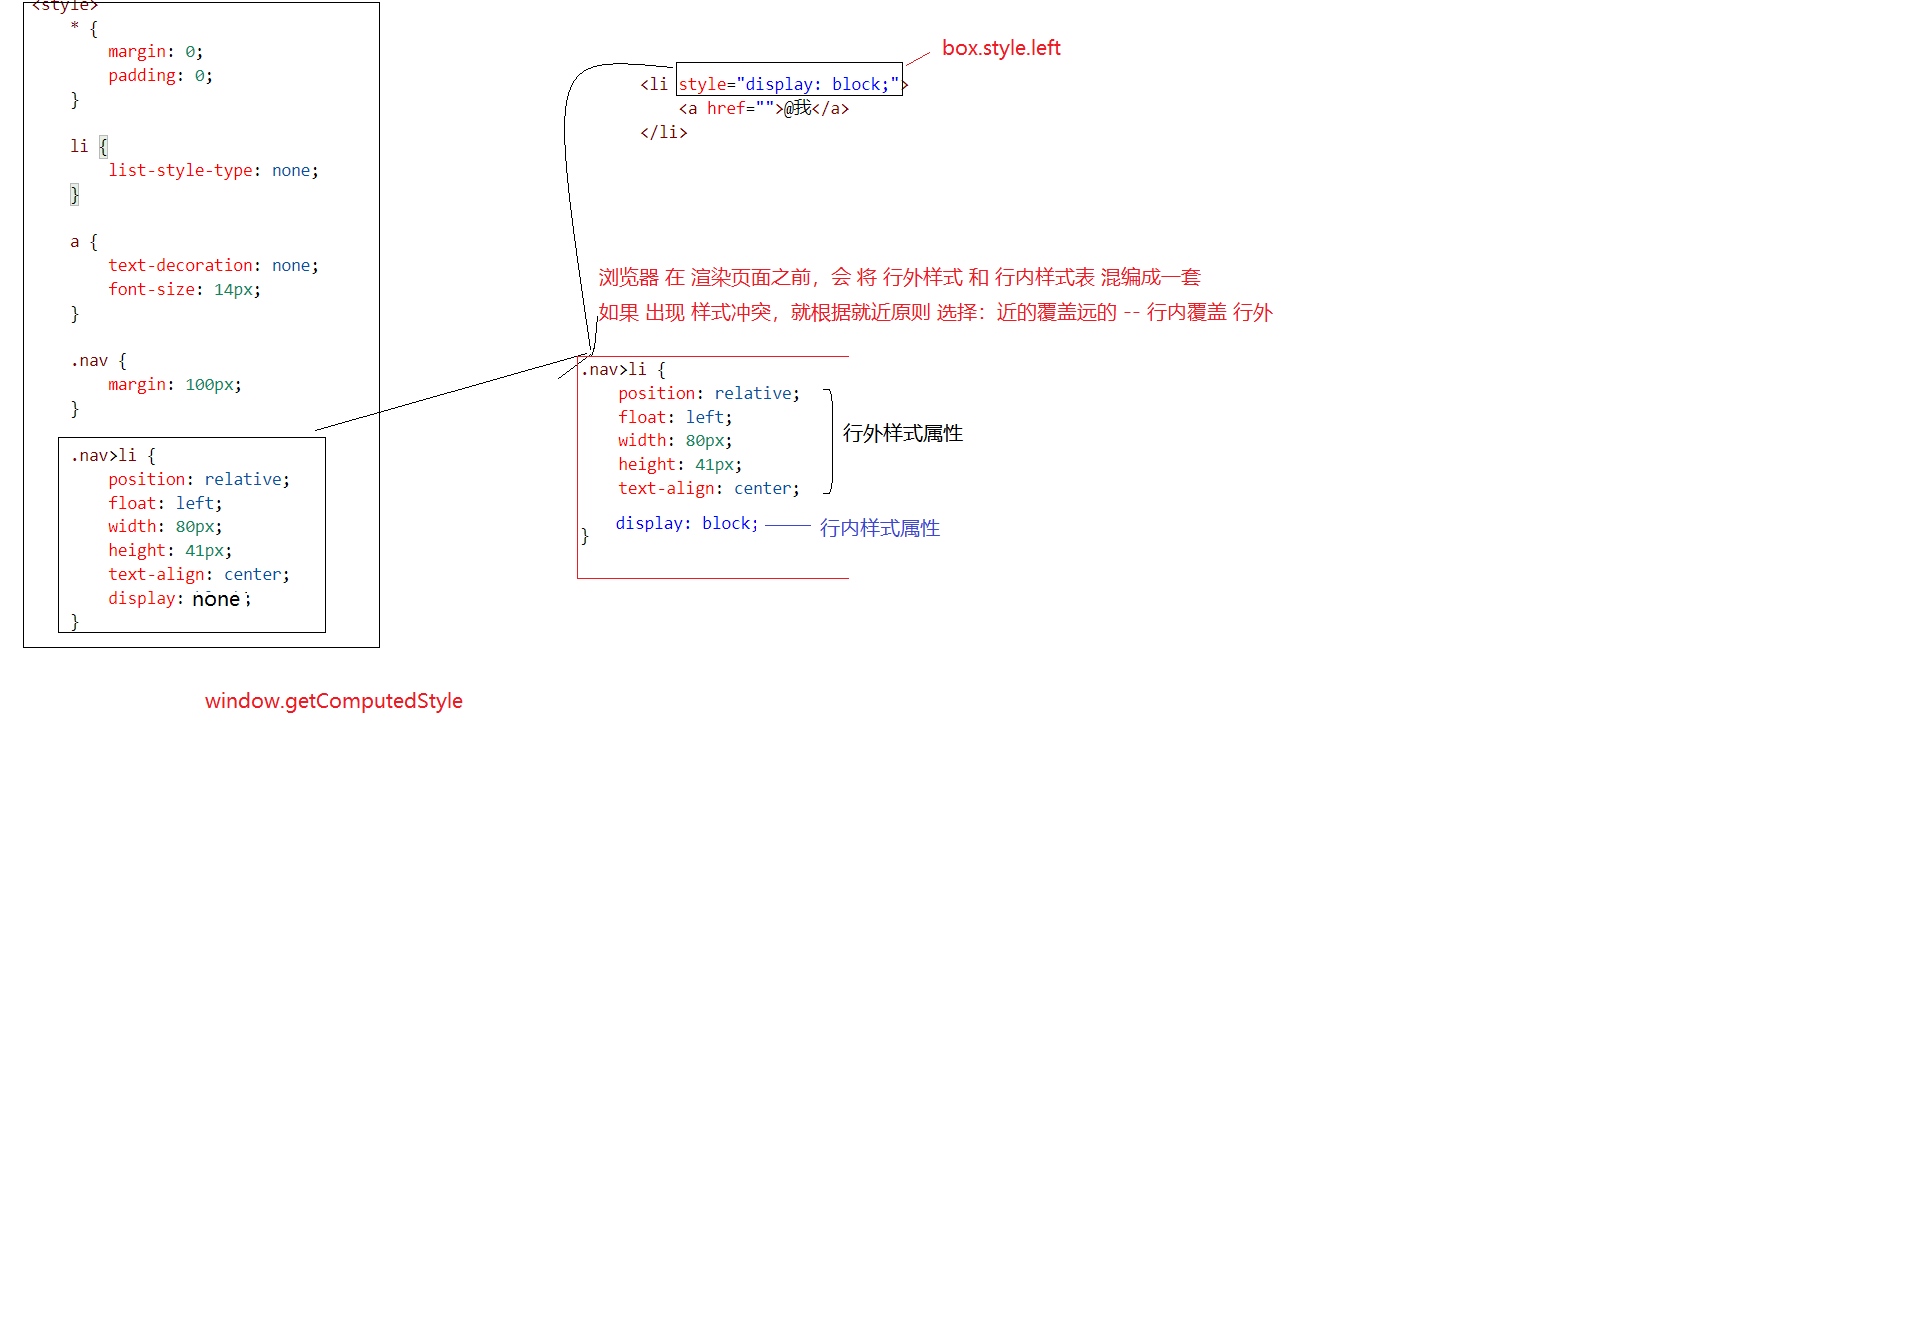 <style>
* {
margin: 0;
padding: 0;
}
li {
list-style-type: none;
}
a {
text-decoration: none;
font-size: 14px;
}
.nav {
margin: 100px;
}
.nav>li {
position: relative;
float: left;
width: 80px;
height: 41px;
text-align: center;
display: none;
}
window.getComputedStyle
box.style.left
<li style="display: block;">
<a href="">@我</a>
</li>
浏览器 在 渲染页面之前，会 将 行外样式 和 行内样式表 混编成一套
如果 出现 样式冲突，就根据就近原则 选择：近的覆盖远的 -- 行内覆盖 行外
.nav>li {
position: relative;
float: left;
width: 80px;
height: 41px;
text-align: center;
行外样式属性
display: block; 行内样式属性
}